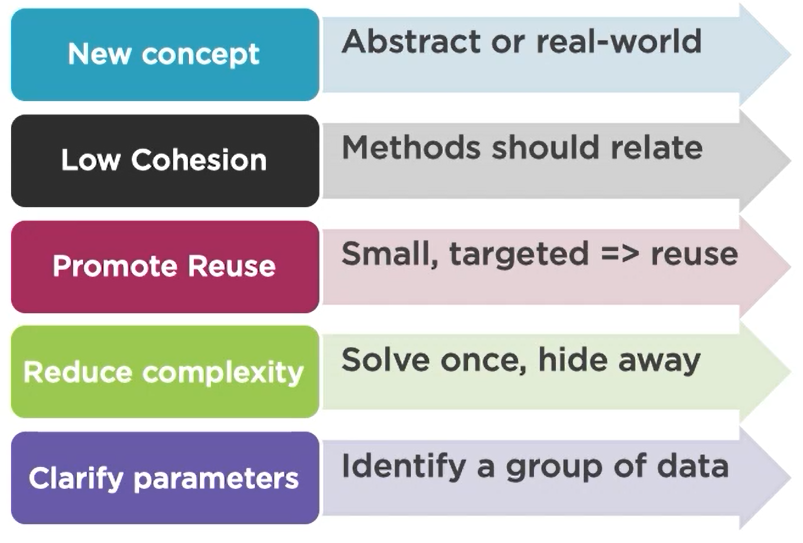 New concept
Abstract or real-world
Low Cohesion
Methods should relate
Promote Reuse
Small, targeted => reuse
Reduce complexity
Solve once, hide away
Clarify parameters
Identify a group of data